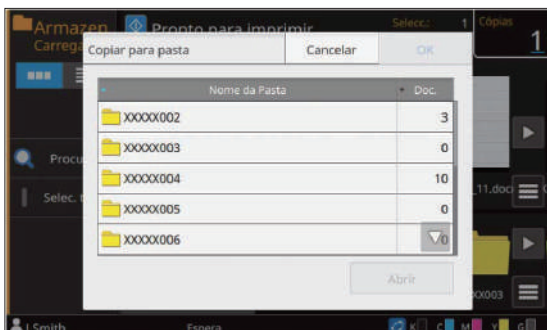 Armazen
Pronto para imprimir
Selecc.:
1
Cópias
Carrega
1
Copiar para pasta
Cancelar
OK
Nome da Pasta
Doc.
XXXXX002
3
XXXXX003
0
Procu
XXXXX004
10
_11.doc
Selec. t
XXXXX005
0
XXXXX006
0
Abrir
XX003
J.Smith
Espera
K
C
M
Y
G